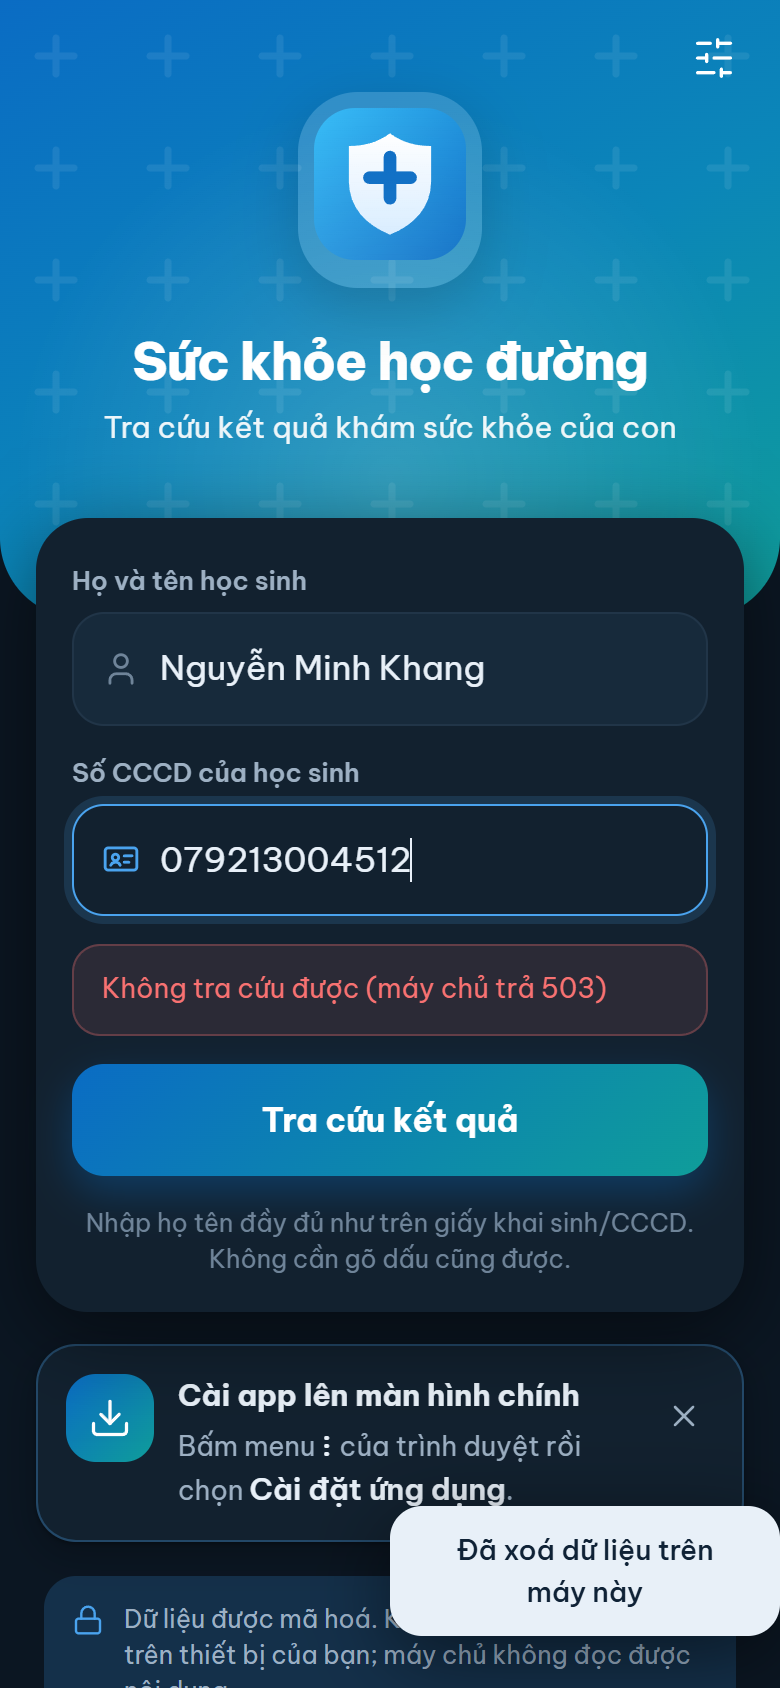 Sức khỏe học đường
Tra cứu kết quả khám sức khỏe của con
Họ và tên học sinh
Nguyễn Minh Khang
Số CCCD của học sinh
079213004512
Không tra cứu được (máy chủ trả 503)
Tra cứu kết quả
Nhập họ tên đầy đủ như trên giấy khai sinh/CCCD.
Không cần gõ dấu cũng được.
Cài app lên màn hình chính
Bấm menu ⋮ của trình duyệt rồi
chọn Cài đặt ứng dụng.
Đã xoá dữ liệu trên
máy này
Dữ liệu được mã hoá.
trên thiết bị của bạn; máy chủ không đọc được